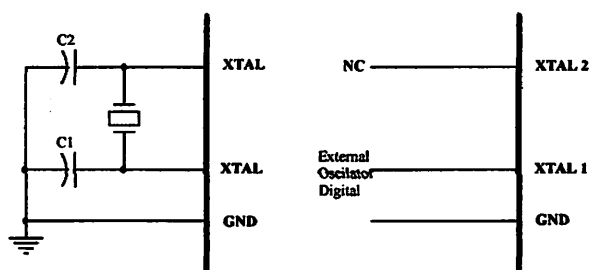 C2
XTAL
C1
XTAL
GND
NC
XTAL 2
External
Oscilator
Digital
XTAL 1
GND